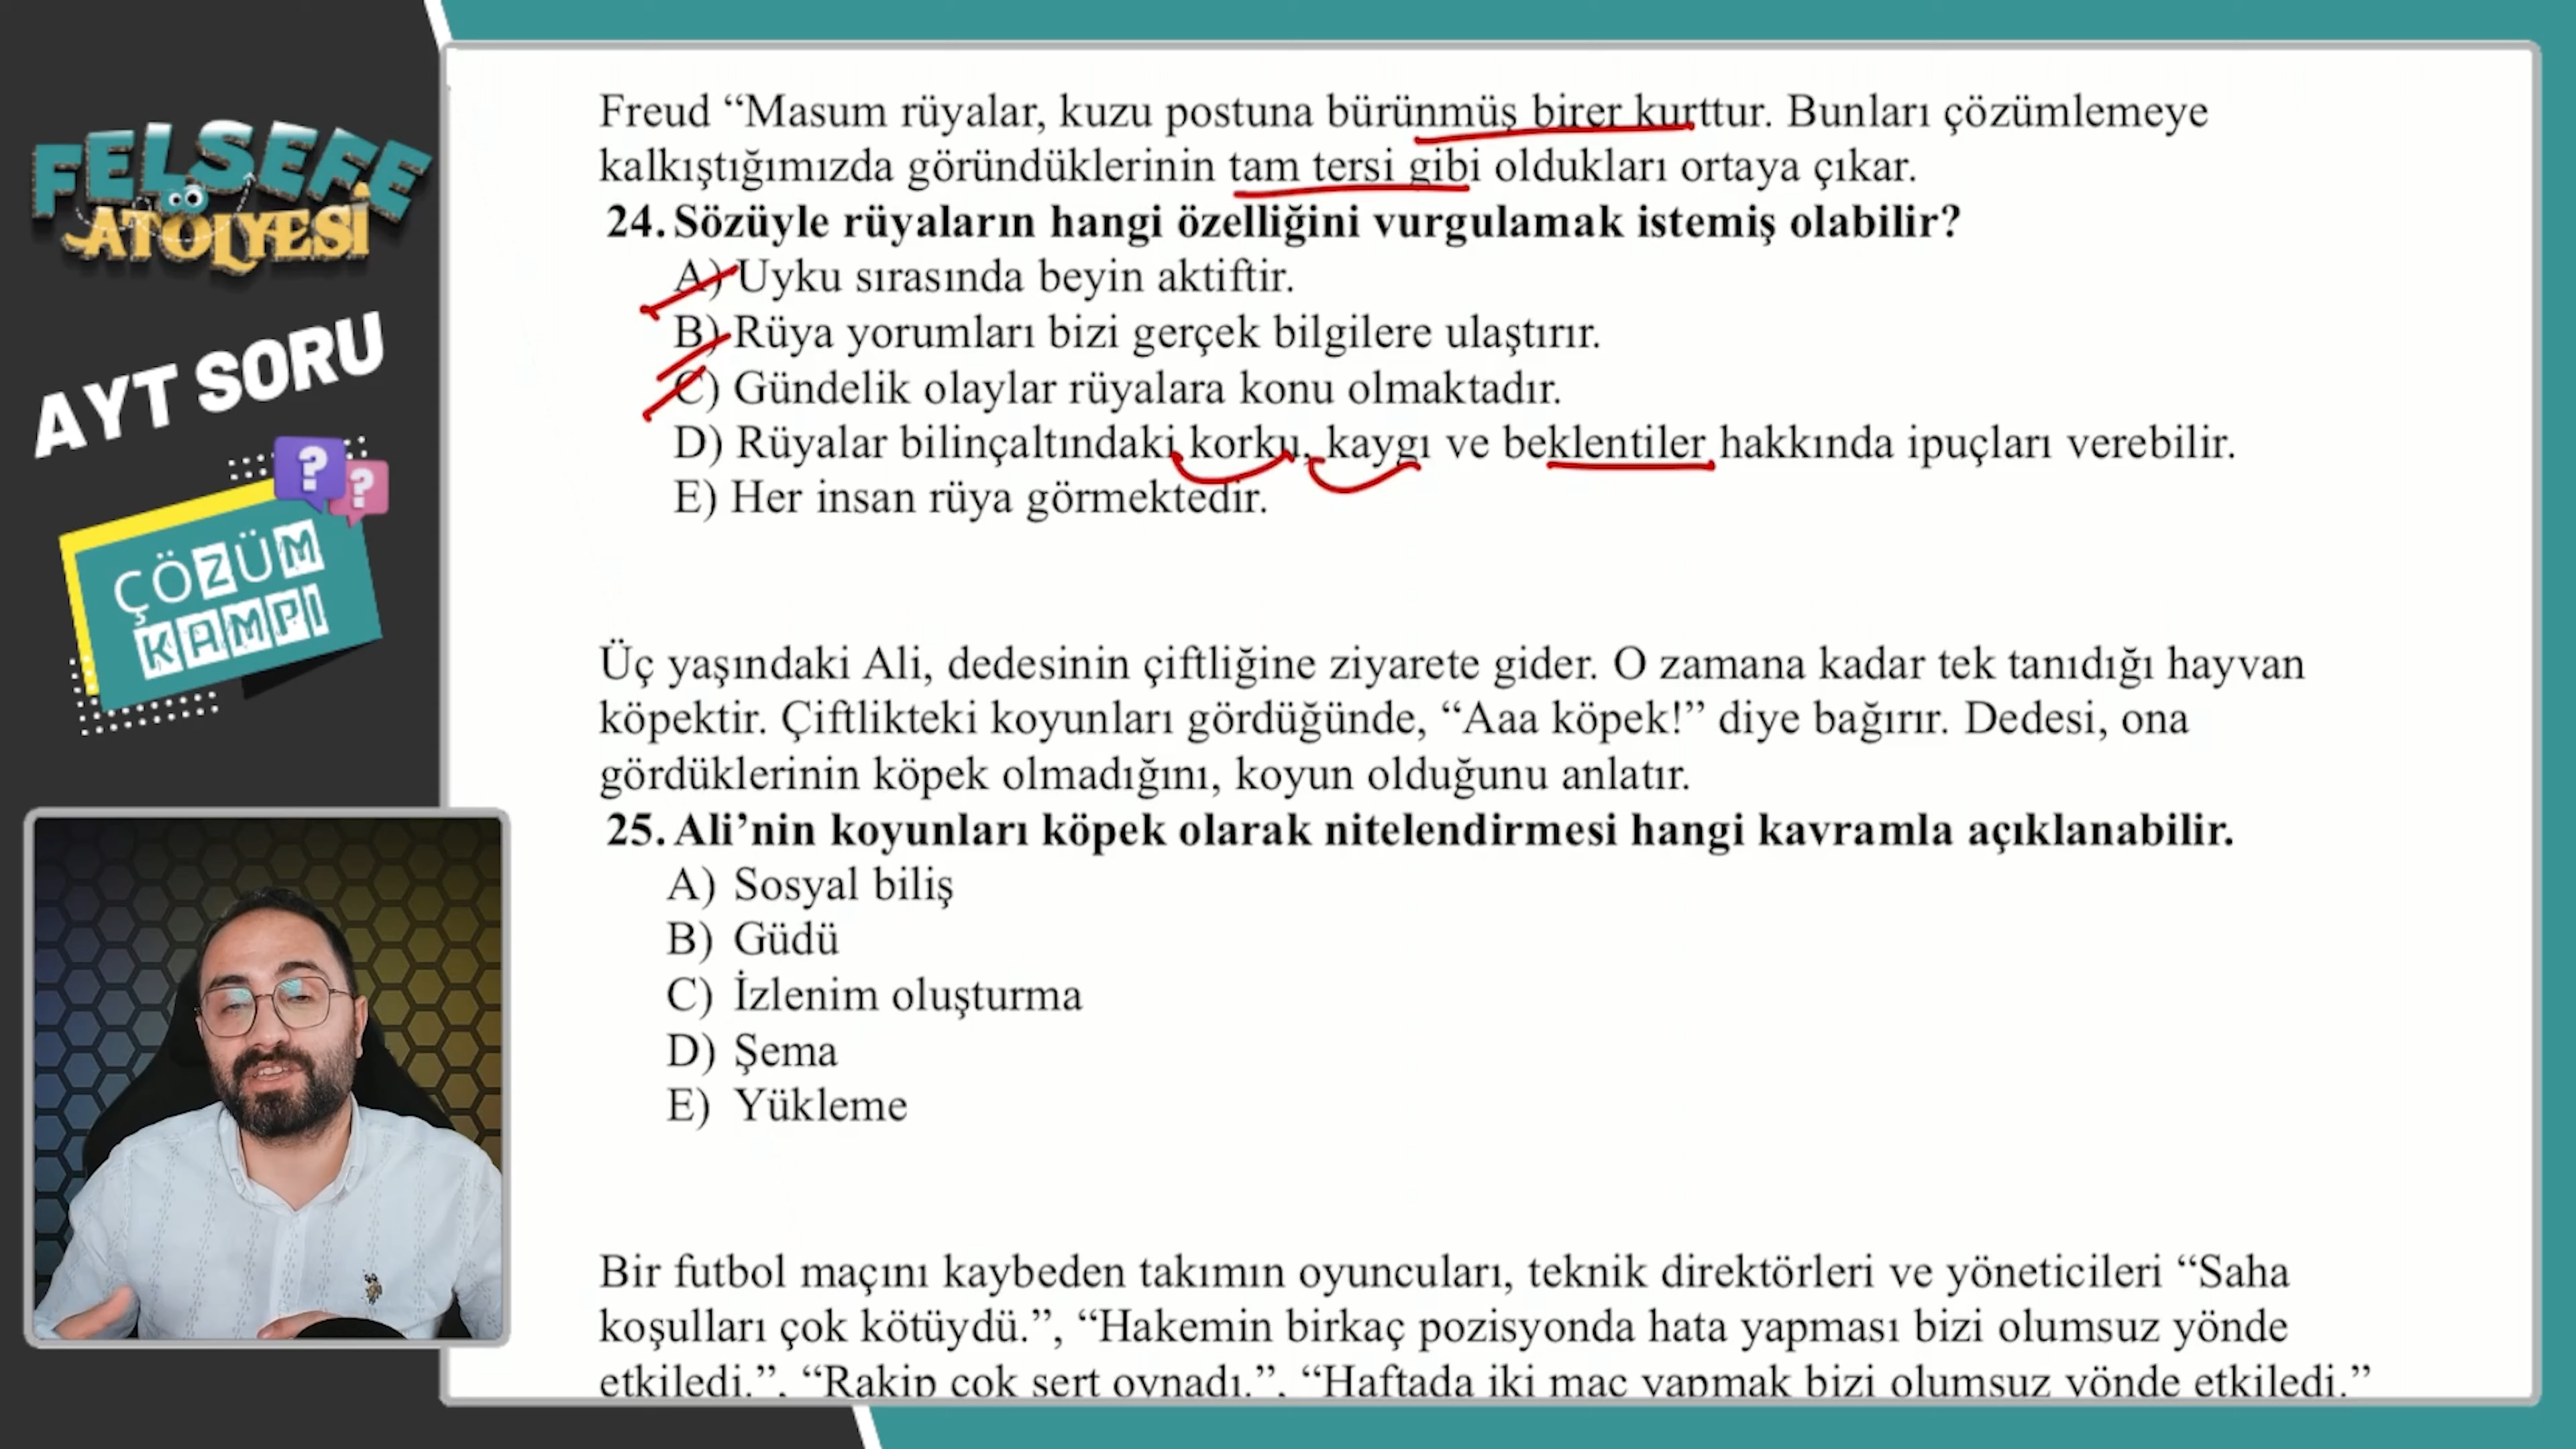 FELSEFE
ATÖLYESİ
AYT SORU
?
?
ÇÖZÜM
KAMPI
Freud “Masum rüyalar, kuzu postuna bürünmüş birer kurttur. Bunları çözümlemeye
kalkıştığımızda göründüklerinin tam tersi gibi oldukları ortaya çıkar.
24. Sözüyle rüyaların hangi özelliğini vurgulamak istemiş olabilir?
A) Uyku sırasında beyin aktiftir.
B) Rüya yorumları bizi gerçek bilgilere ulaştırır.
C) Gündelik olaylar rüyalara konu olmaktadır.
D) Rüyalar bilinçaltındaki korku, kaygı ve beklentiler hakkında ipuçları verebilir.
E) Her insan rüya görmektedir.
Üç yaşındaki Ali, dedesinin çiftliğine ziyarete gider. O zamana kadar tek tanıdığı hayvan
köpektir. Çiftlikteki koyunları gördüğünde, “Aaa köpek!” diye bağırır. Dedesi, ona
gördüklerinin köpek olmadığını, koyun olduğunu anlatır.
25. Ali’nin koyunları köpek olarak nitelendirmesi hangi kavramla açıklanabilir.
A) Sosyal biliş
B) Güdü
C) İzlenim oluşturma
D) Şema
E) Yükleme
Bir futbol maçını kaybeden takımın oyuncuları, teknik direktörleri ve yöneticileri “Saha
koşulları çok kötüydü.”, “Hakemin birkaç pozisyonda hata yapması bizi olumsuz yönde
etkiledi.”, “Rakip çok sert oynadı.”, “Haftada iki maç yapmak bizi olumsuz yönde etkiledi.”